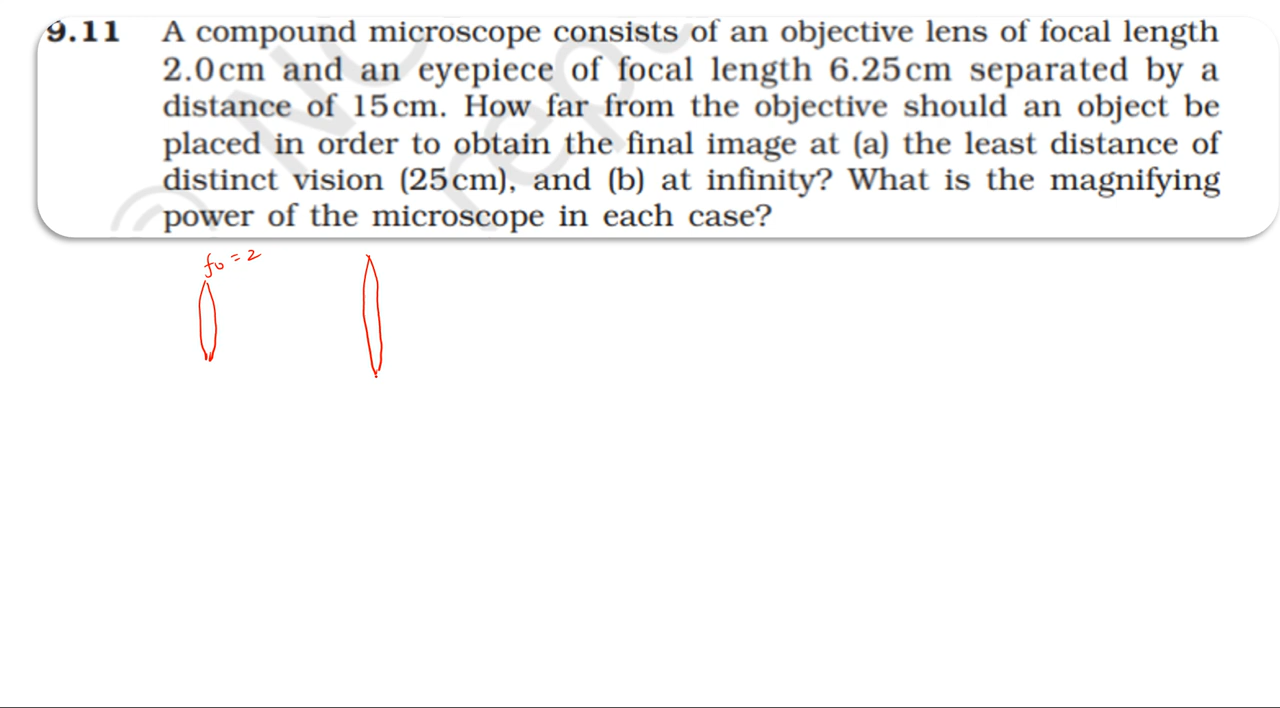 9.11 A compound microscope consists of an objective lens of focal length
2.0cm and an eyepiece of focal length 6.25cm separated by a
distance of 15cm. How far from the objective should an object be
placed in order to obtain the final image at (a) the least distance of
distinct vision (25cm), and (b) at infinity? What is the magnifying
power of the microscope in each case?
fo = 2